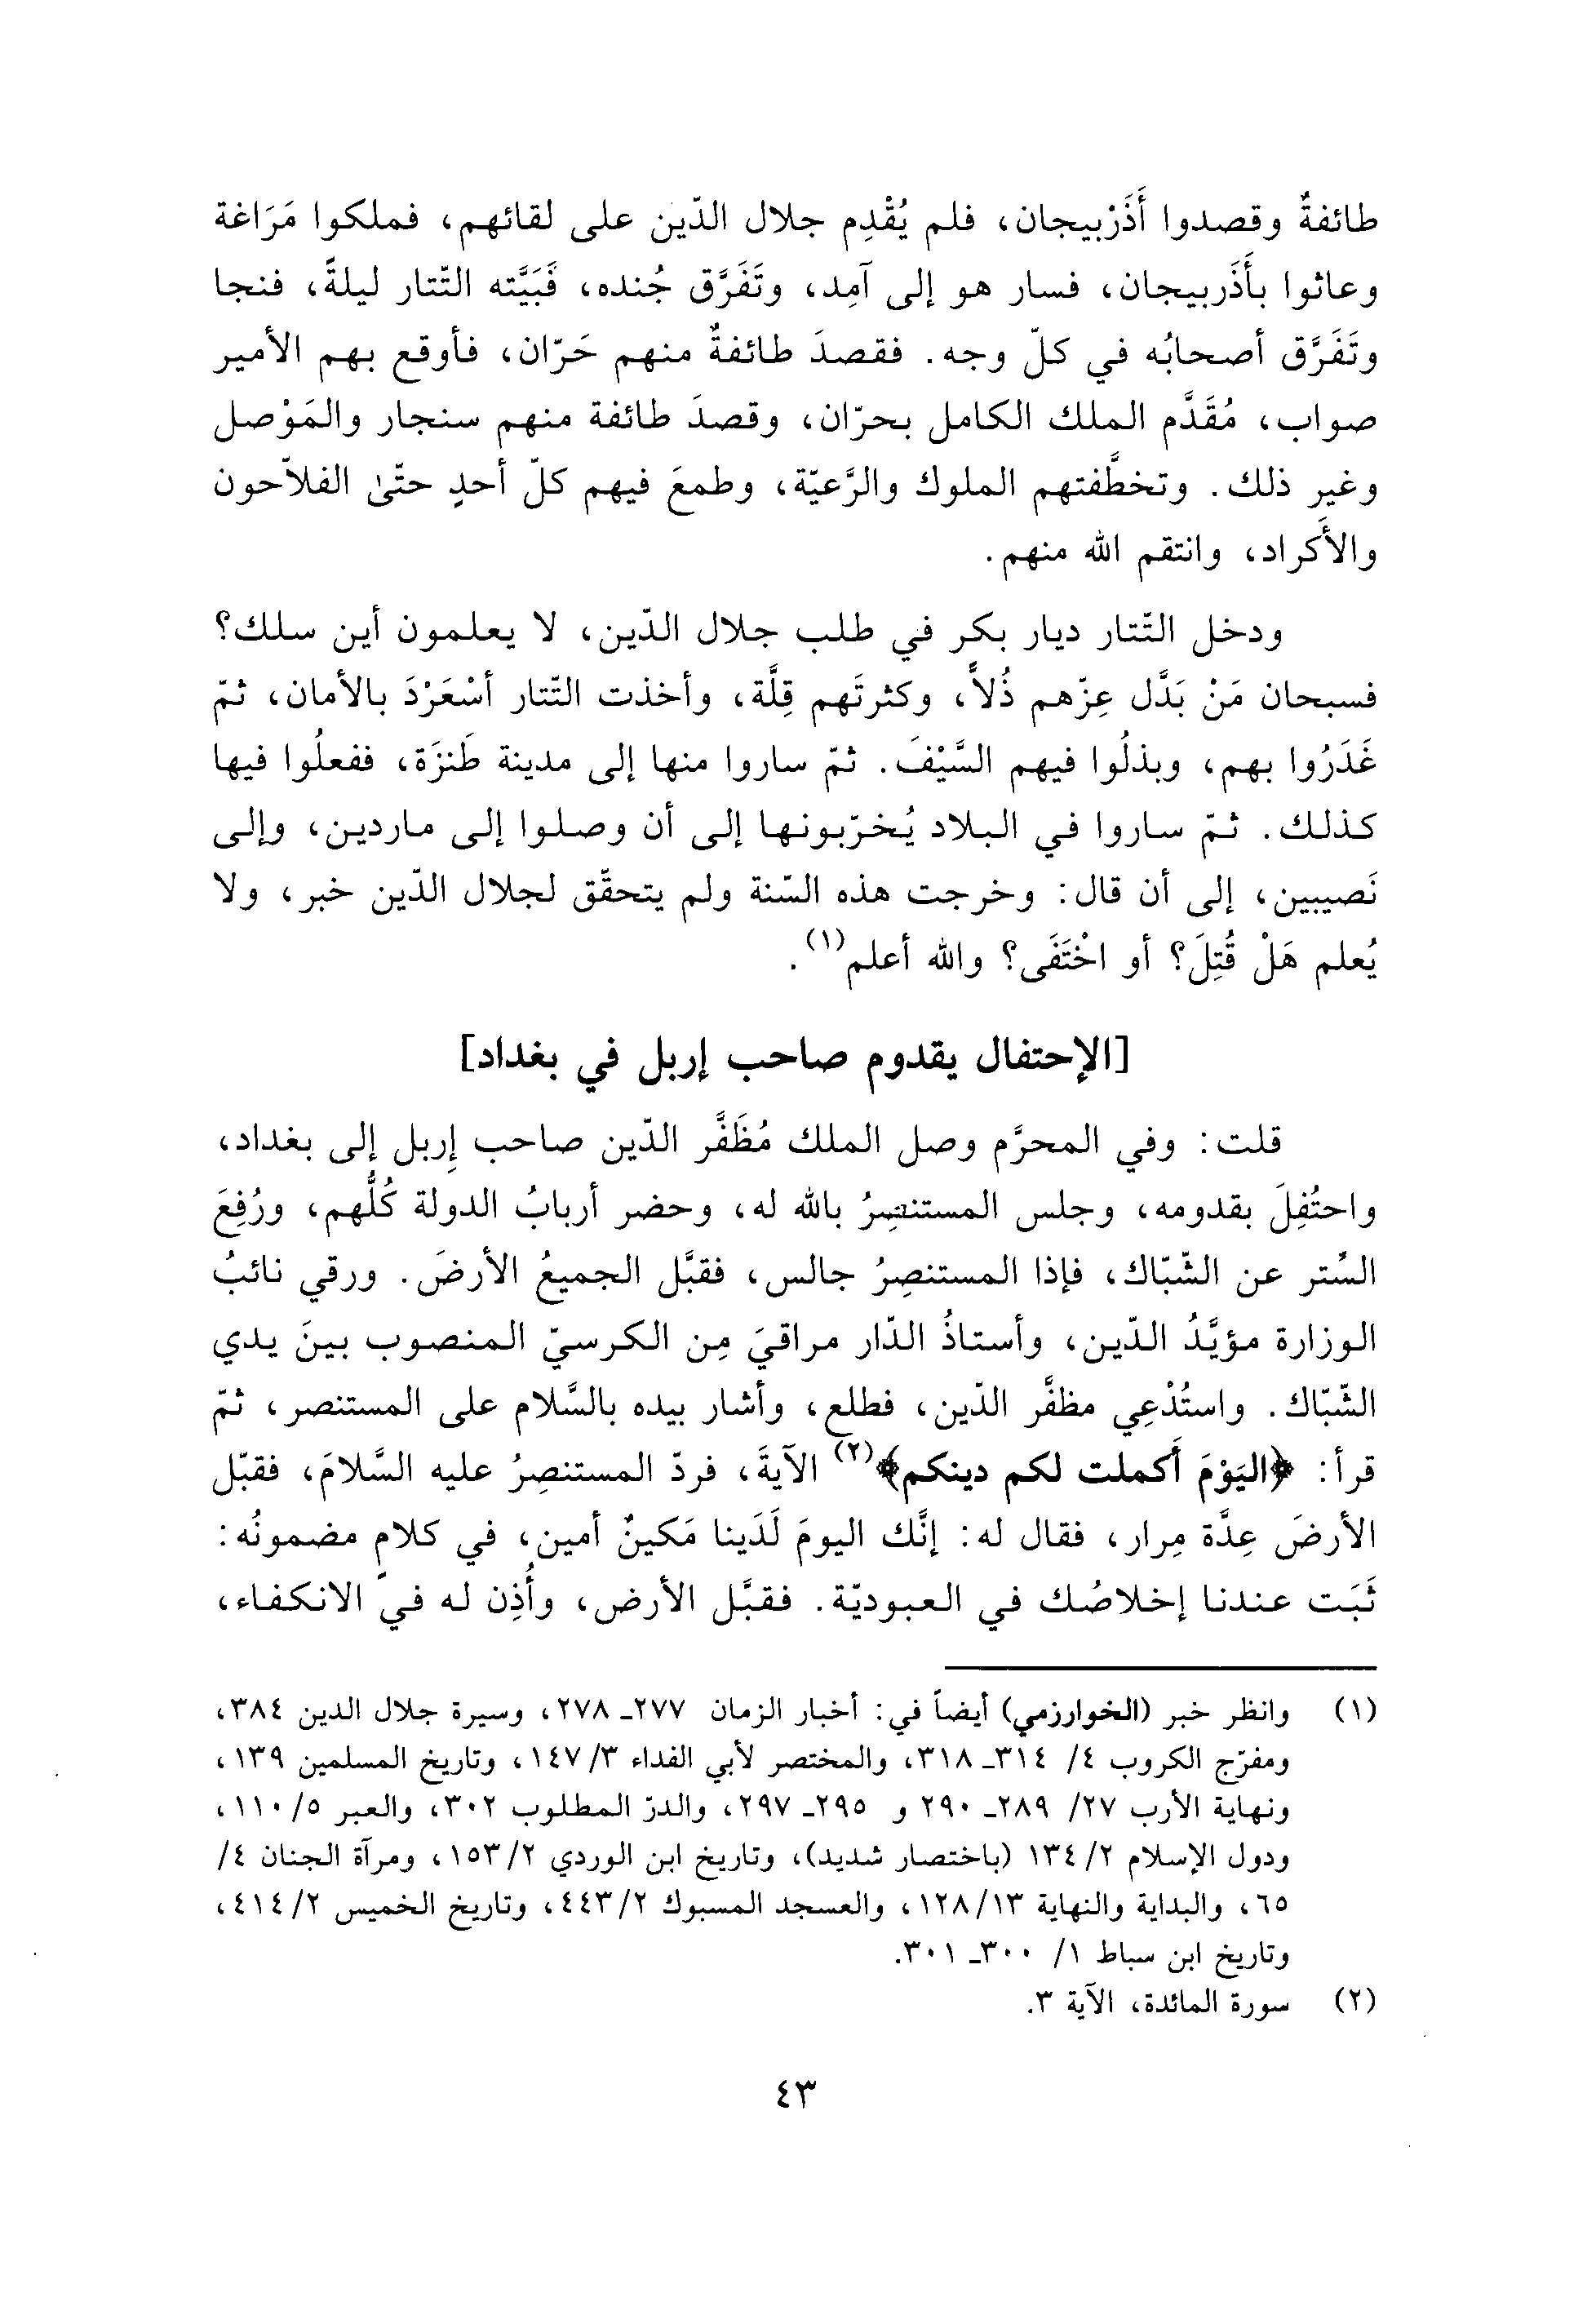 طائفةٌ وقصدوا أَذَرْبيجان، فلم يُقْدِم جلال الدّين على لقائهم، فملكوا مَرَاغة
وعاثوا بأَذَربيجان، فسار هو إلى آمِد، وتَفَرَّق جُنده، فَبَيَّته التّتار ليلةً، فنجا
وتَفَرَّق أصحابُه في كلّ وجه. فقصدَ طائفةٌ منهم حَرّان، فأوقع بهم الأمير
صواب، مُقَدَّم الملك الكامل بحرّان، وقصدَ طائفة منهم سنجار والمَوْصل
وغير ذلك. وتخطَّفتهم الملوك والرَّعيّة، وطمعَ فيهم كلّ أحدٍ حتّىٰ الفلاّحون
والأَكراد، وانتقم الله منهم.
ودخل التّتار ديار بكر في طلب جلال الدّين، لا يعلمون أين سلك؟
فسبحان مَنْ بَدَّل عِزّهم ذُلاًّ، وكثرتَهم قِلَّة، وأخذت التّتار أسْعَرْدَ بالأمان، ثمّ
غَدَرُوا بهم، وبذلُوا فيهم السَّيْفَ. ثمّ ساروا منها إلى مدينة طَنزَة، ففعلُوا فيها
كذلك. ثمّ ساروا في البلاد يُخرّبونها إلى أن وصلوا إلى ماردين، وإلى
نَصيبين، إلى أن قال: وخرجت هذه السّنة ولم يتحقّق لجلال الدّين خبر، ولا
يُعلم هَلْ قُتِلَ؟ أو اخْتَفَى؟ والله أعلم(١).
[الإحتفال يقدوم صاحب إربل في بغداد]
قلت: وفي المحرَّم وصل الملك مُظَفَّر الدّين صاحب إربل إلى بغداد،
واحتُفِلَ بقدومه، وجلس المستنصِرُ بالله له، وحضر أربابُ الدولة كُلُّهم، ورُفِعَ
السِّتر عن الشّبّاك، فإذا المستنصِرُ جالس، فقبَّل الجميعُ الأرضَ. ورقي نائبُ
الوزارة مؤيَّدُ الدّين، وأستاذُ الدّار مراقيَ مِن الكرسيّ المنصوب بينَ يدي
الشّبّاك. واستُدْعِي مظفَّر الدّين، فطلع، وأشار بيده بالسَّلام على المستنصر، ثمّ
قرأ: ﴿اليَوْمَ أَكملت لكم دينكم﴾(٢) الآيةَ، فردّ المستنصِرُ عليه السَّلامَ، فقبّل
الأرضَ عِدَّة مِرار، فقال له: إنَّك اليومَ لَدَينا مَكينٌ أمين، في كلامٍ مضمونُه:
ثَبَت عندنا إخلاصُك في العبوديّة. فقبَّل الأرض، وأُذِن له في الانكفاء،
(١) وانظر خبر (الخوارزمي) أيضاً في: أخبار الزمان ٢٧٧ـ ٢٧٨، وسيرة جلال الدين ٣٨٤،
ومفرّج الكروب ٤/ ٣١٤ـ ٣١٨، والمختصر لأبي الفداء ٣/ ١٤٧، وتاريخ المسلمين ١٣٩،
ونهاية الأرب ٢٧/ ٢٨٩ـ ٢٩٠ و ٢٩٥ـ ٢٩٧، والدرّ المطلوب ٣٠٢، والعبر ٥/ ١١٠،
ودول الإسلام ٢/ ١٣٤ (باختصار شديد)، وتاريخ ابن الوردي ٢/ ١٥٣، ومرآة الجنان ٤/
٦٥، والبداية والنهاية ١٣/ ١٢٨، والعسجد المسبوك ٢/ ٤٤٣، وتاريخ الخميس ٢/ ٤١٤،
وتاريخ ابن سباط ١/ ٣٠٠ـ ٣٠١.
(٢) سورة المائدة، الآية ٣.
٤٣